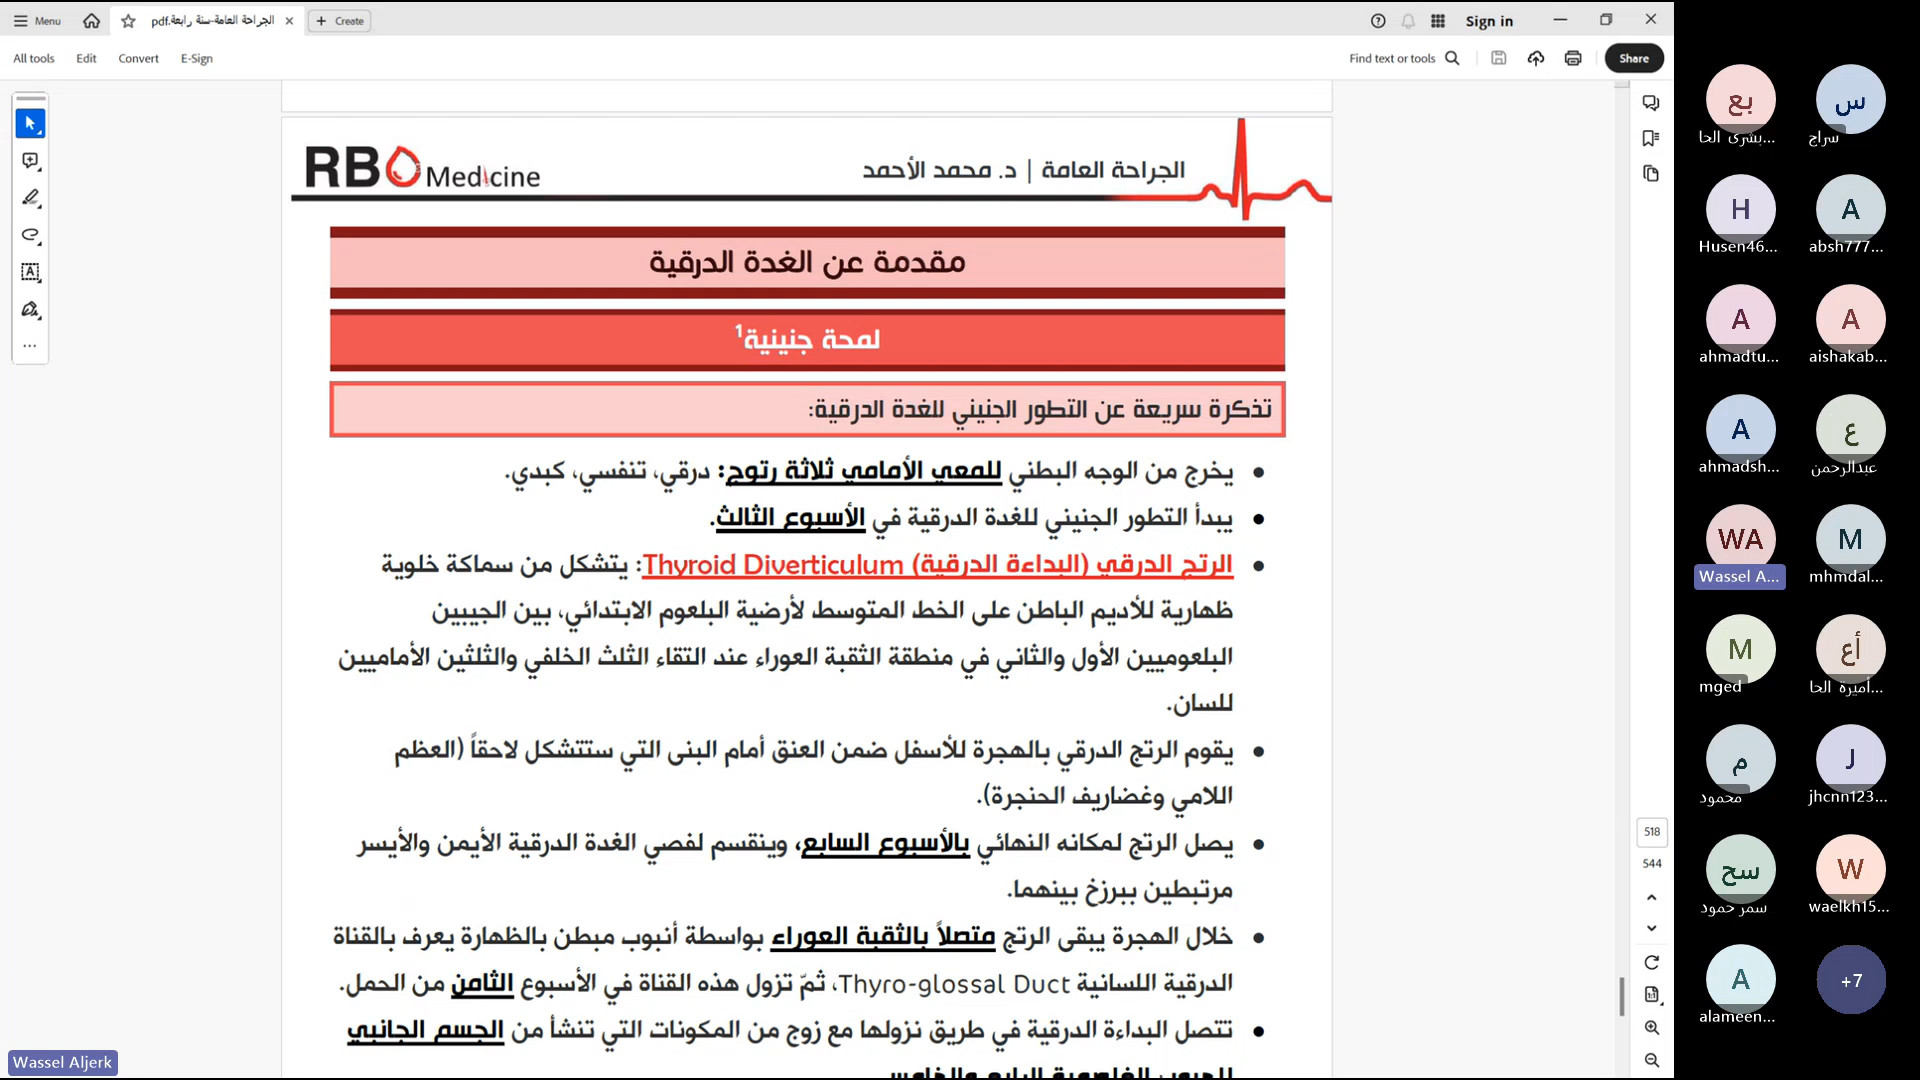 Menu
الجراحة العامة-سنة رابعة.pdf
Create
Sign in
All tools
Edit
Convert
E-Sign
Find text or tools
Share
RB Medicine
الجراحة العامة | د. محمد الأحمد
مقدمة عن الغدة الدرقية
لمحة جنينية1
تذكرة سريعة عن التطور الجنيني للغدة الدرقية:
• يخرج من الوجه البطني للمعي الأمامي ثلاثة رتوج: درقي، تنفسي، كبدي.
• يبدأ التطور الجنيني للغدة الدرقية في الأسبوع الثالث.
• الرتج الدرقي (البداءة الدرقية) Thyroid Diverticulum: يتشكل من سماكة خلوية
ظهارية للأديم الباطن على الخط المتوسط لأرضية البلعوم الابتدائي، بين الجيبين
البلعوميين الأول والثاني في منطقة الثقبة العوراء عند التقاء الثلث الخلفي والثلثين الأماميين
للسان.
• يقوم الرتج الدرقي بالهجرة للأسفل ضمن العنق أمام البنى التي ستتشكل لاحقاً (العظم
اللامي وغضاريف الحنجرة).
• يصل الرتج لمكانه النهائي بالأسبوع السابع، وينقسم لفصي الغدة الدرقية الأيمن والأيسر
مرتبطين ببرزخ بينهما.
• خلال الهجرة يبقى الرتج متصلاً بالثقبة العوراء بواسطة أنبوب مبطن بالظهارة يعرف بالقناة
الدرقية اللسانية Thyro-glossal Duct، ثمّ تزول هذه القناة في الأسبوع الثامن من الحمل.
• تتصل البداءة الدرقية في طريق نزولها مع زوج من المكونات التي تنشأ من الجسم الجانبي
518
544
Wassel Aljerk
بع
بشرى الحا...
س
سراج
H
Husen46...
A
absh777...
A
ahmadtu...
A
aishakab...
A
ahmadsh...
ع
عبدالرحمن
WA
Wassel A...
M
mhmdal...
M
mged
أع
أميرة الحا...
م
محمود
J
jhcnn123...
سح
سمر حمود
W
waelkh15...
A
alameen...
+7